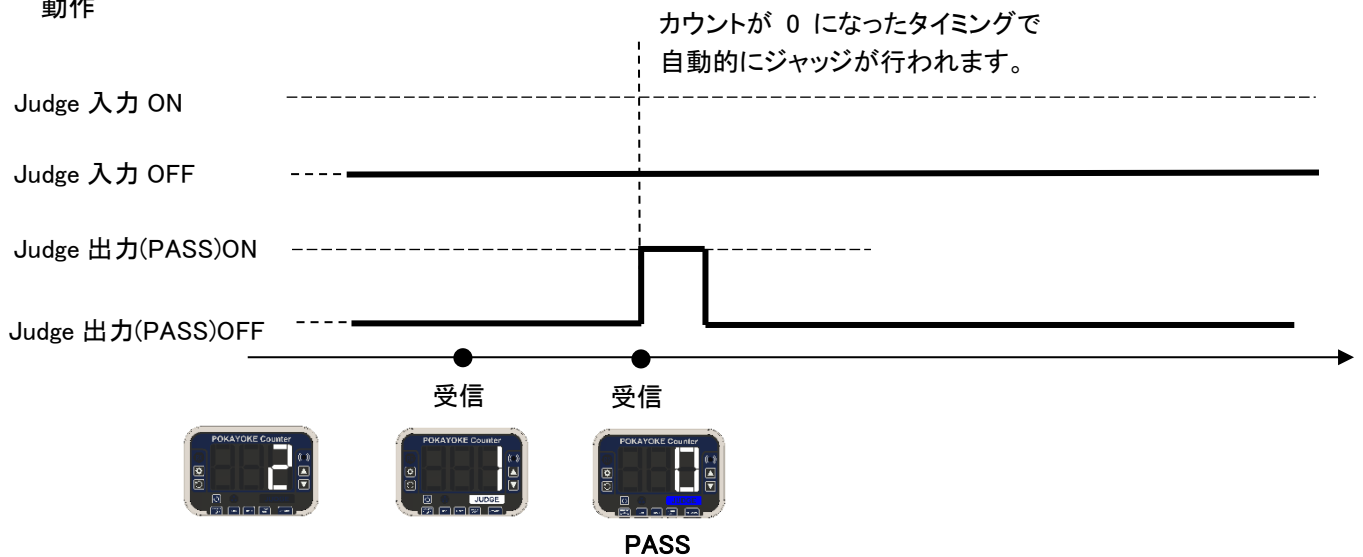 動作
カウントが 0 になったタイミングで
自動的にジャッジが行われます。
Judge 入力 ON
Judge 入力 OFF
Judge 出力(PASS)ON
Judge 出力(PASS)OFF
受信
受信
POKAYOKE Counter
2
POKAYOKE Counter
1
JUDGE
POKAYOKE Counter
0
PASS